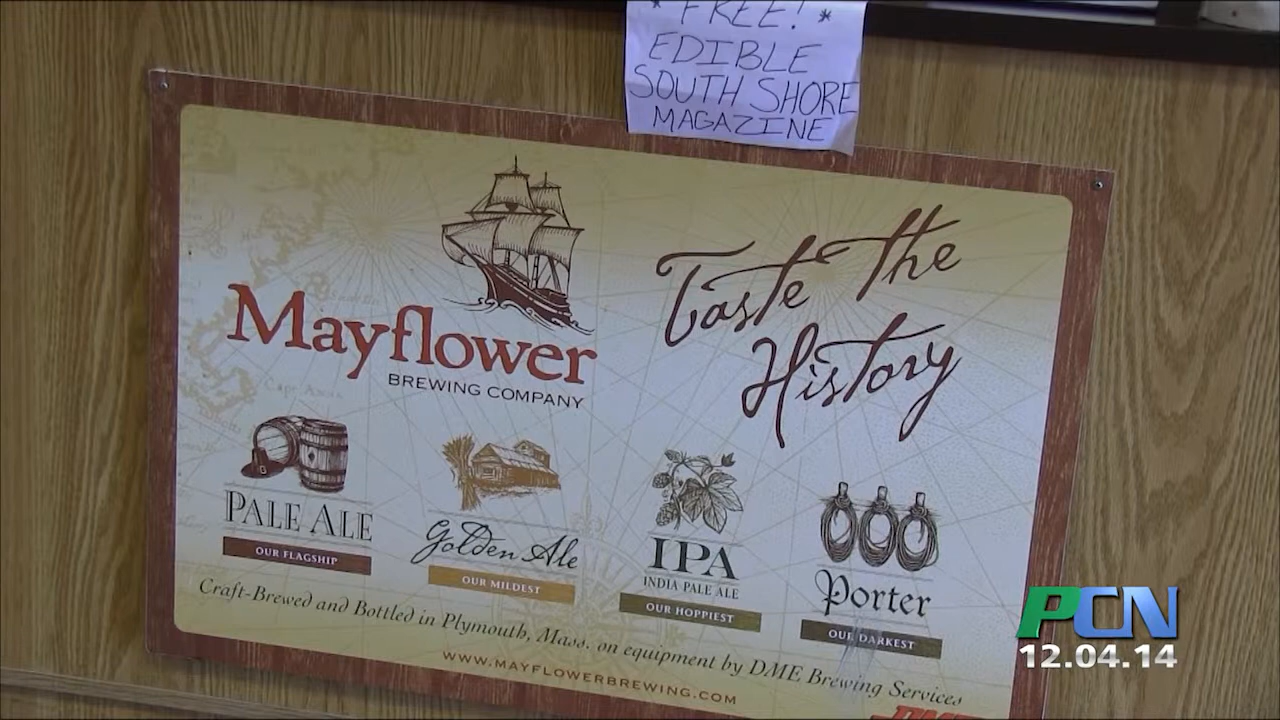 * FREE! *
EDIBLE
SOUTH SHORE
MAGAZINE
Mayflower
BREWING COMPANY
Taste the
History
PALE ALE
OUR FLAGSHIP
Golden Ale
OUR MILDEST
IPA
INDIA PALE ALE
OUR HOPPIEST
Porter
OUR DARKEST
Craft-Brewed and Bottled in Plymouth, Mass. on equipment by DME Brewing Services
WWW.MAYFLOWERBREWING.COM
DME
PCN
12.04.14